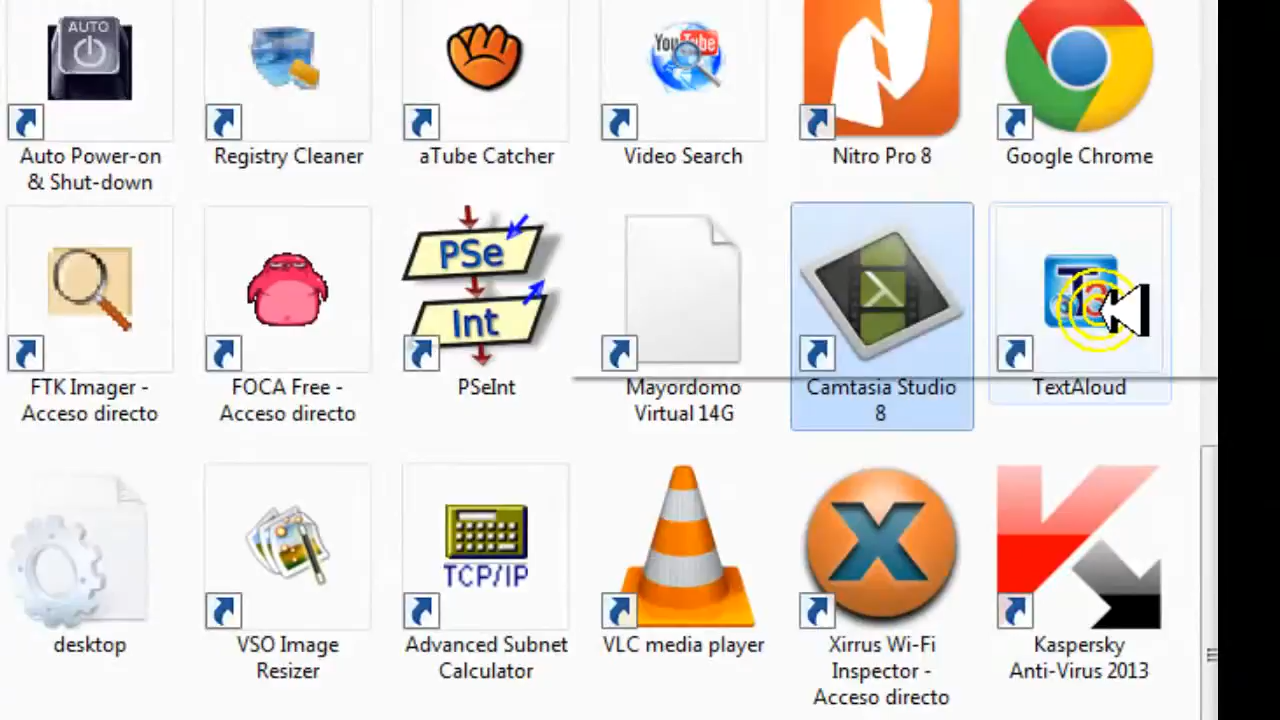 AUTO
You Tube
Auto Power-on
& Shut-down
Registry Cleaner
aTube Catcher
Video Search
Nitro Pro 8
Google Chrome
PSe
Int
FTK Imager -
Acceso directo
FOCA Free -
Acceso directo
PSeInt
Mayordomo
Virtual 14G
Camtasia Studio
8
TextAloud
TCP/IP
desktop
VSO Image
Resizer
Advanced Subnet
Calculator
VLC media player
Xirrus Wi-Fi
Inspector -
Acceso directo
Kaspersky
Anti-Virus 2013